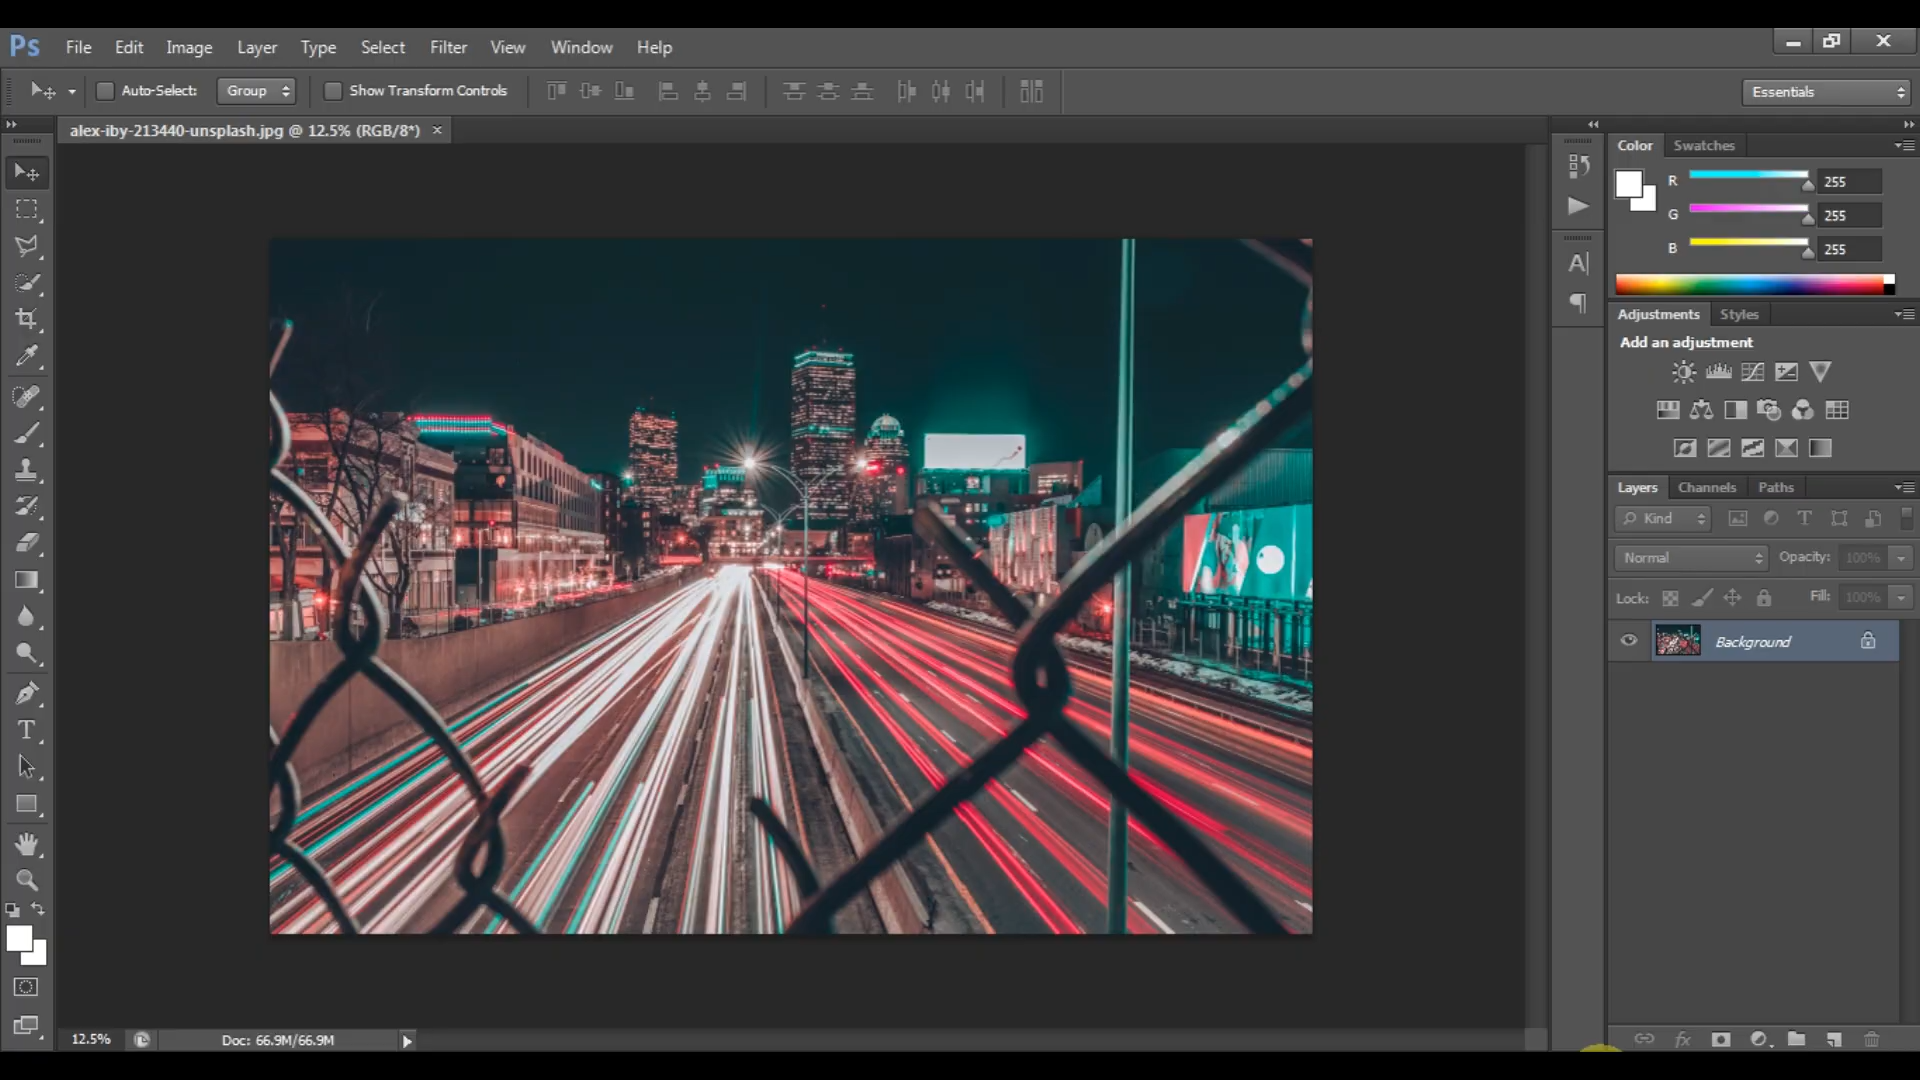 Ps File Edit Image Layer Type Select Filter View Window Help
Auto-Select: Group Show Transform Controls Essentials
alex-iby-213440-unsplash.jpg @ 12.5% (RGB/8*) ×
Color Swatches
R 255
G 255
B 255
Adjustments Styles
Add an adjustment
Layers Channels Paths
Kind
Normal Opacity: 100%
Lock: Fill: 100%
Background
12.5% Doc: 66.9M/66.9M